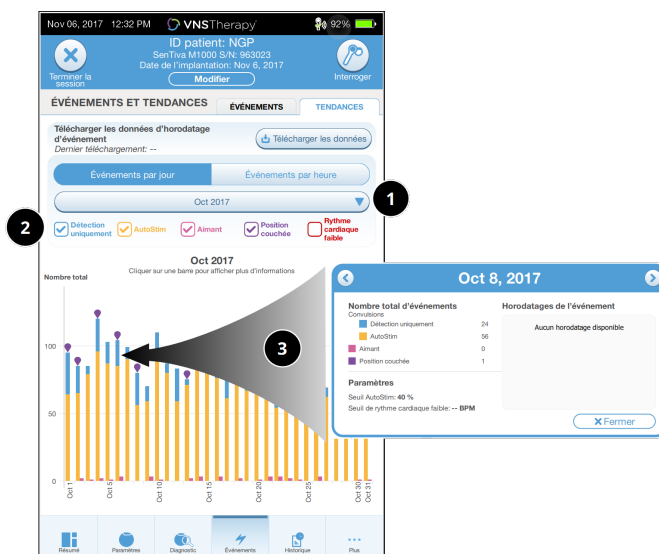 Nov 06, 2017 12:32 PM VNSTherapy 92%
ID patient: NGP
SenTiva M1000 S/N: 963023
Date de l'implantation: Nov 6, 2017
Modifier
Terminer la
session
Interroger
ÉVÉNEMENTS ET TENDANCES
ÉVÉNEMENTS
TENDANCES
Télécharger les données d'horodatage
d'événement
Dernier téléchargement: --
Télécharger les données
Événements par jour
Événements par heure
Oct 2017
1
2
Détection
uniquement
AutoStim
Aimant
Position
couchée
Rythme
cardiaque
faible
Oct 2017
Cliquer sur une barre pour afficher plus d'informations
Nombre total
100
50
0
Oct 1
Oct 5
Oct 10
Oct 15
Oct 20
Oct 25
Oct 30
Oct 31
3
Oct 8, 2017
Nombre total d'événements
Convulsions
Détection uniquement 24
AutoStim 56
Aimant 0
Position couchée 1
Paramètres
Seuil AutoStim: 40 %
Seuil de rythme cardiaque faible: -- BPM
Horodatages de l'événement
Aucun horodatage disponible
Fermer
Résumé
Paramètres
Diagnostic
Événements
Historique
Plus